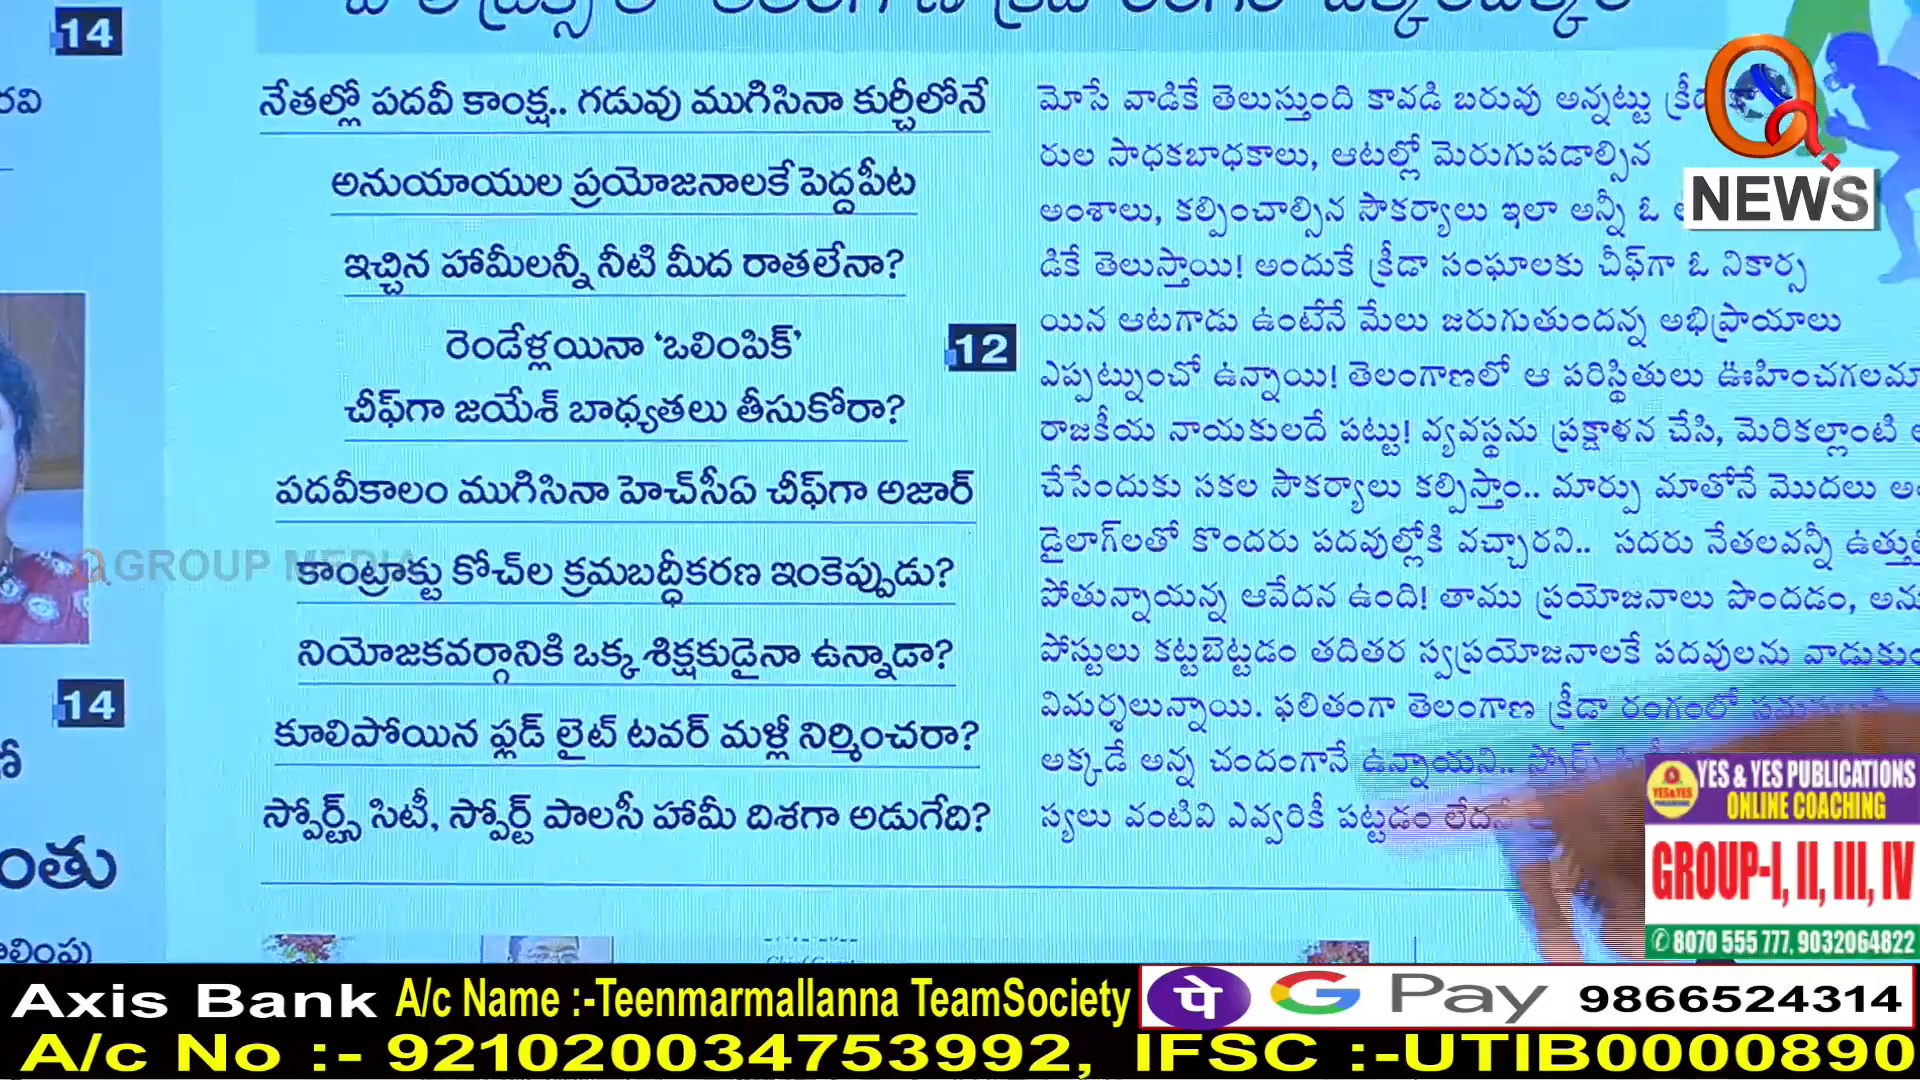 14
రవి
నేతల్లో పదవీ కాంక్ష.. గడువు ముగిసినా కుర్చీలోనే
అనుయాయుల ప్రయోజనాలకే పెద్దపీట
ఇచ్చిన హామీలన్నీ నీటి మీద రాతలేనా?
రెండేళ్లయినా ‘ఒలింపిక్’
చీఫ్‌గా జయేశ్ బాధ్యతలు తీసుకోరా?
పదవీకాలం ముగిసినా హెచ్‌సీఏ చీఫ్‌గా అజార్
కాంట్రాక్టు కోచ్‌ల క్రమబద్ధీకరణ ఇంకెప్పుడు?
నియోజకవర్గానికి ఒక్క శిక్షకుడైనా ఉన్నాడా?
కూలిపోయిన ఫ్లడ్ లైట్ టవర్ మళ్లీ నిర్మించరా?
స్పోర్ట్స్ సిటీ, స్పోర్ట్ పాలసీ హామీ దిశగా అడుగేది?
12
మోసే వాడికే తెలుస్తుంది కావడి బరువు అన్నట్టు
రుల సాధకబాధకాలు, ఆటల్లో మెరుగుపడాల్సిన
అంశాలు, కల్పించాల్సిన సౌకర్యాలు ఇలా అన్నీ ఓ
డికే తెలుస్తాయి! అందుకే క్రీడా సంఘాలకు చీఫ్‌గా ఓ నికార్స
యిన ఆటగాడు ఉంటేనే మేలు జరుగుతుందన్న అభిప్రాయాలు
ఎప్పట్నుంచో ఉన్నాయి! తెలంగాణలో ఆ పరిస్థితులు ఊహించగలమా
రాజకీయ నాయకులదే పట్టు! వ్యవస్థను ప్రక్షాళన చేసి, మెరికల్లాంటి
చేసేందుకు సకల సౌకర్యాలు కల్పిస్తాం.. మార్పు మాతోనే మొదలు
డైలాగ్‌లతో కొందరు పదవుల్లోకి వచ్చారని.. సదరు నేతలవన్నీ
పోతున్నాయన్న ఆవేదన ఉంది! తాము ప్రయోజనాలు పొందడం,
పోస్టులు కట్టబెట్టడం తదితర స్వప్రయోజనాలకే పదవులను
విమర్శలున్నాయి. ఫలితంగా తెలంగాణ క్రీడా రంగంలో
అక్కడే అన్న చందంగానే ఉన్నాయని..
స్యలు వంటివి ఎవ్వరికీ పట్టడం
14
ంతు
Q
NEWS
Q GROUP MEDIA
YES & YES PUBLICATIONS
ONLINE COACHING
GROUP-I, II, III, IV
8070 555 777, 9032064822
Axis Bank A/c Name :-Teenmarmallanna TeamSociety
पे G Pay 9866524314
A/c No :- 921020034753992, IFSC :-UTIB0000890